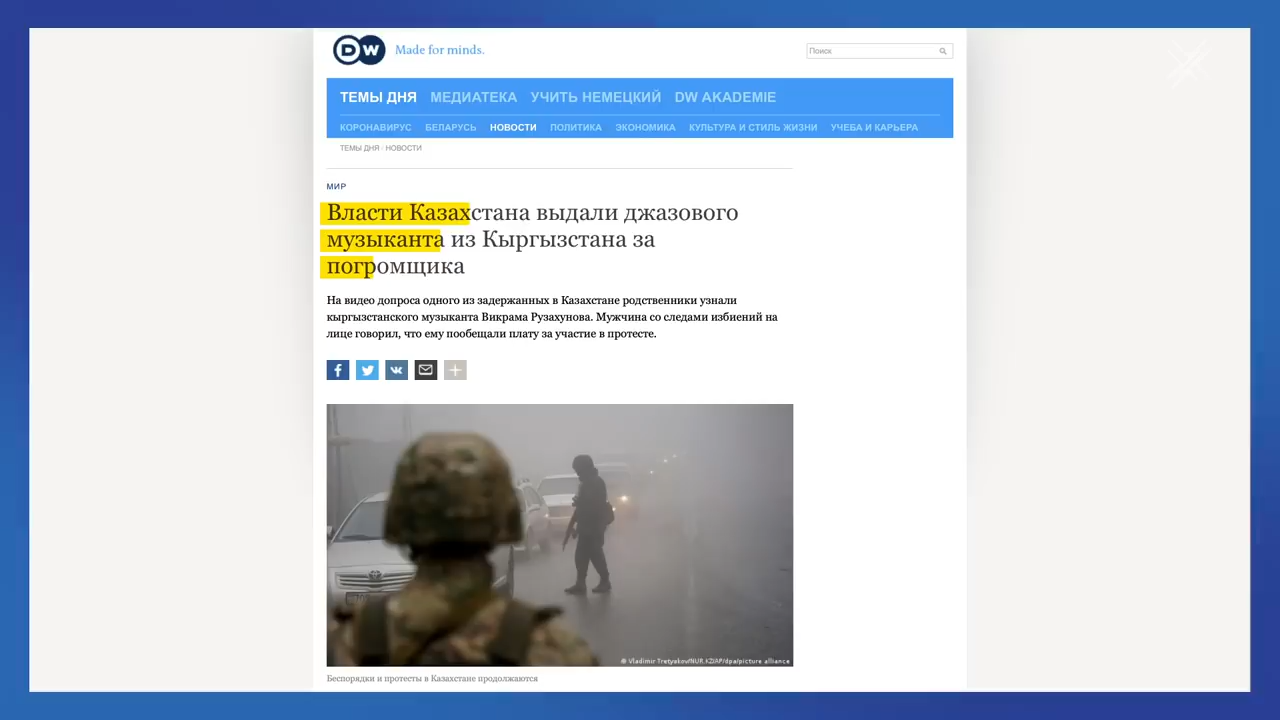 DW Made for minds.
Поиск
ТЕМЫ ДНЯ МЕДИАТЕКА УЧИТЬ НЕМЕЦКИЙ DW AKADEMIE
КОРОНАВИРУС БЕЛАРУСЬ НОВОСТИ ПОЛИТИКА ЭКОНОМИКА КУЛЬТУРА И СТИЛЬ ЖИЗНИ УЧЕБА И КАРЬЕРА
ТЕМЫ ДНЯ · НОВОСТИ
МИР
Власти Казахстана выдали джазового
музыканта из Кыргызстана за
погромщика
На видео допроса одного из задержанных в Казахстане родственники узнали
кыргызстанского музыканта Викрама Рузахунова. Мужчина со следами избиений на
лице говорил, что ему пообещали плату за участие в протесте.
© Vladimir Tretyakov/NUR.KZ/AP/dpa/picture alliance
Беспорядки и протесты в Казахстане продолжаются